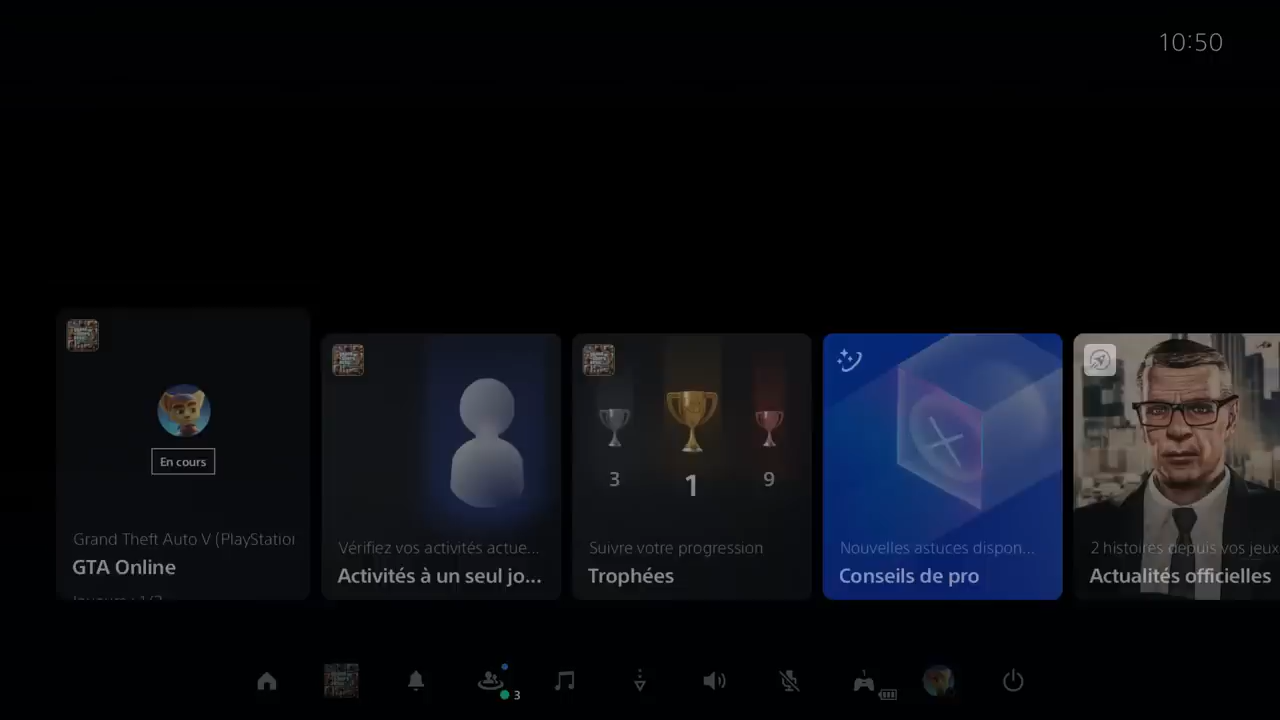 10:50
En cours
Grand Theft Auto V (PlayStation
GTA Online
Vérifiez vos activités actue...
Activités à un seul jo...
3
1
9
Suivre votre progression
Trophées
Nouvelles astuces dispon...
Conseils de pro
2 histoires depuis vos jeux
Actualités officielles
3